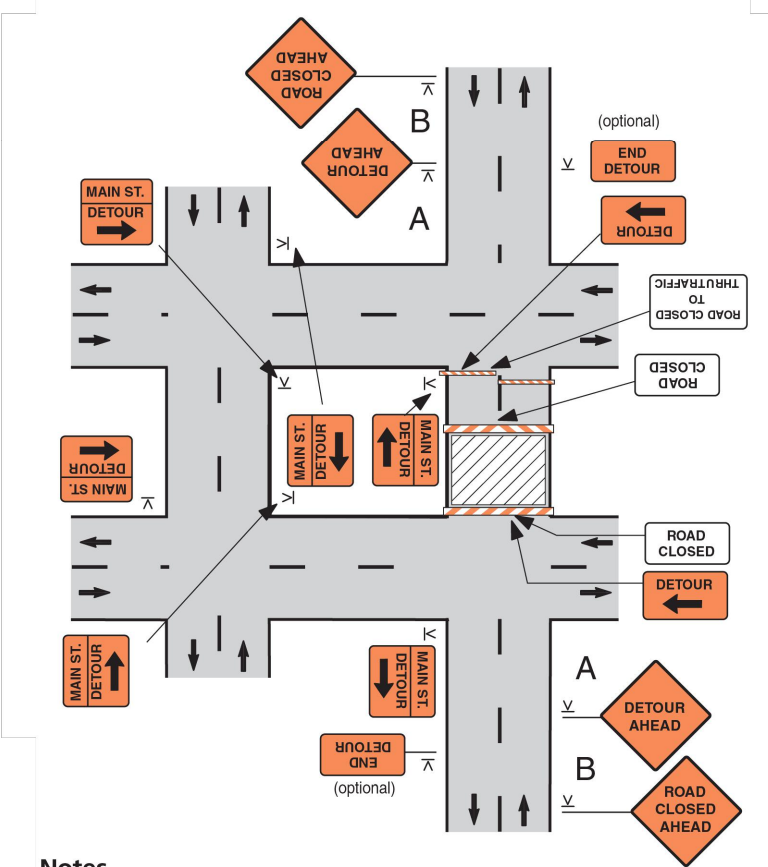 ROAD
CLOSED
AHEAD
B
DETOUR
AHEAD
A
(optional)
END
DETOUR
MAIN ST.
DETOUR
DETOUR
ROAD CLOSED
TO
THRU TRAFFIC
ROAD
CLOSED
MAIN ST.
DETOUR
MAIN ST.
DETOUR
MAIN ST.
DETOUR
ROAD
CLOSED
DETOUR
MAIN ST.
DETOUR
MAIN ST.
DETOUR
A
DETOUR
AHEAD
END
DETOUR
(optional)
B
ROAD
CLOSED
AHEAD
Notes